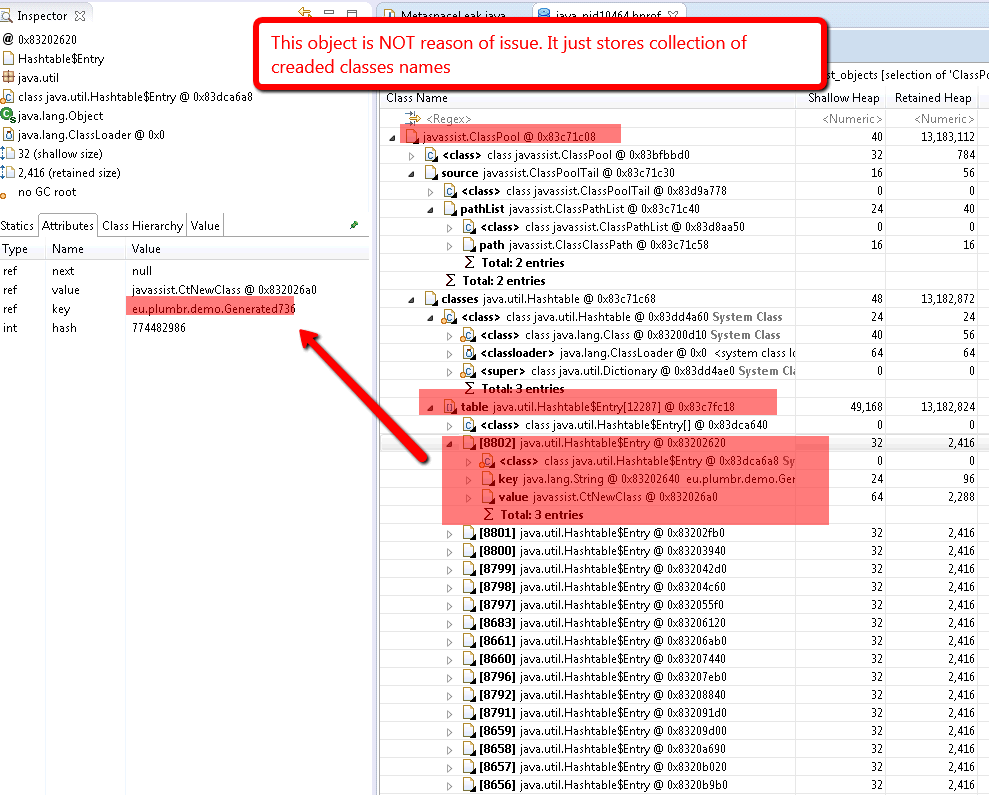 Inspector
MetaspaceLeak.java
java_pid10464.hprof
This object is NOT reason of issue. It just stores collection of
creaded classes names
@ 0x83202620
Hashtable$Entry
java.util
class java.util.Hashtable$Entry @ 0x83dca6a8
java.lang.Object
java.lang.ClassLoader @ 0x0
32 (shallow size)
2,416 (retained size)
no GC root
Statics Attributes Class Hierarchy Value
Type Name Value
ref next null
ref value javassist.CtNewClass @ 0x832026a0
ref key eu.plumbr.demo.Generated736
int hash 774482986
st_objects [selection of 'ClassPo
Class Name Shallow Heap Retained Heap
<Regex> <Numeric> <Numeric>
javassist.ClassPool @ 0x83c71c08 40 13,183,112
<class> class javassist.ClassPool @ 0x83bfbbd0 32 784
source javassist.ClassPoolTail @ 0x83c71c30 16 56
<class> class javassist.ClassPoolTail @ 0x83d9a778 0 0
pathList javassist.ClassPathList @ 0x83c71c40 24 40
<class> class javassist.ClassPathList @ 0x83d8aa50 0 0
path javassist.ClassClassPath @ 0x83c71c58 16 16
Σ Total: 2 entries
Σ Total: 2 entries
classes java.util.Hashtable @ 0x83c71c68 48 13,182,872
<class> class java.util.Hashtable @ 0x83dd4a60 System Class 24 24
<class> class java.lang.Class @ 0x83200d10 System Class 40 56
<classloader> java.lang.ClassLoader @ 0x0 <system class lo 64 64
<super> class java.util.Dictionary @ 0x83dd4ae0 System Cla 0 0
Σ Total: 3 entries
table java.util.Hashtable$Entry[12287] @ 0x83c7fc18 49,168 13,182,824
<class> class java.util.Hashtable$Entry[] @ 0x83dca640 0 0
[8802] java.util.Hashtable$Entry @ 0x83202620 32 2,416
<class> class java.util.Hashtable$Entry @ 0x83dca6a8 Sy 0 0
key java.lang.String @ 0x83202640 eu.plumbr.demo.Ger 24 96
value javassist.CtNewClass @ 0x832026a0 64 2,288
Σ Total: 3 entries
[8801] java.util.Hashtable$Entry @ 0x83202fb0 32 2,416
[8800] java.util.Hashtable$Entry @ 0x83203940 32 2,416
[8799] java.util.Hashtable$Entry @ 0x832042d0 32 2,416
[8798] java.util.Hashtable$Entry @ 0x83204c60 32 2,416
[8797] java.util.Hashtable$Entry @ 0x832055f0 32 2,416
[8683] java.util.Hashtable$Entry @ 0x83206120 32 2,416
[8661] java.util.Hashtable$Entry @ 0x83206ab0 32 2,416
[8660] java.util.Hashtable$Entry @ 0x83207440 32 2,416
[8796] java.util.Hashtable$Entry @ 0x83207eb0 32 2,416
[8792] java.util.Hashtable$Entry @ 0x83208840 32 2,416
[8791] java.util.Hashtable$Entry @ 0x832091d0 32 2,416
[8659] java.util.Hashtable$Entry @ 0x83209d00 32 2,416
[8658] java.util.Hashtable$Entry @ 0x8320a690 32 2,416
[8657] java.util.Hashtable$Entry @ 0x8320b020 32 2,416
[8656] java.util.Hashtable$Entry @ 0x8320b9b0 32 2,416